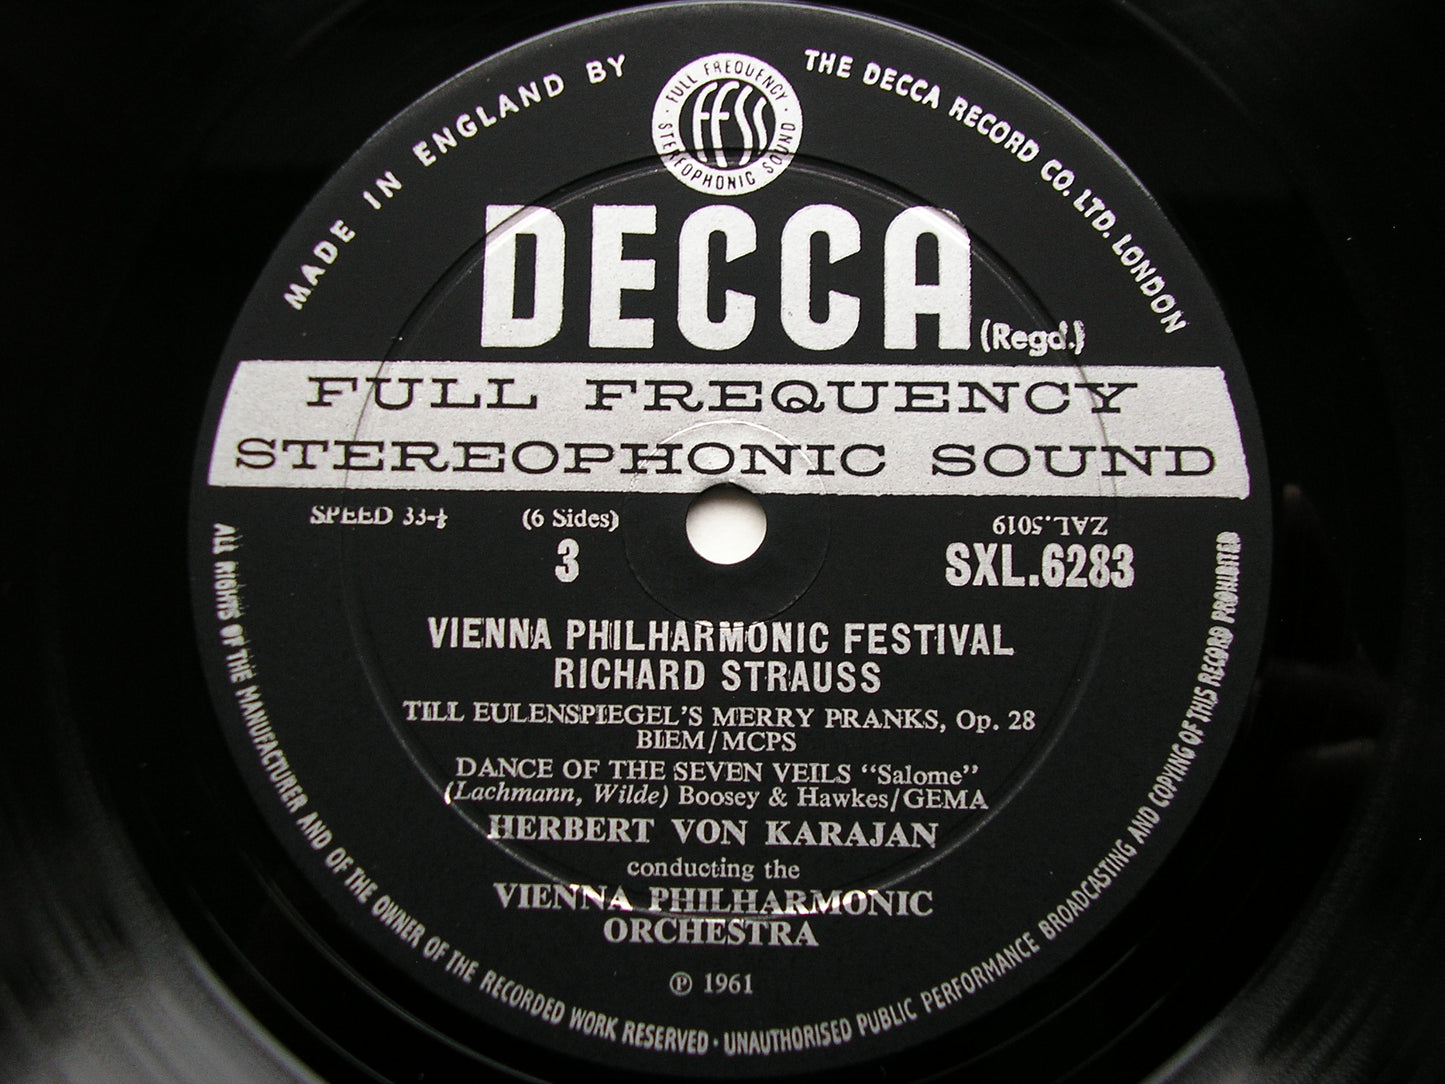 MADE IN ENGLAND BY THE DECCA RECORD CO. LTD. LONDON
FULL FREQUENCY
FFSS
STEREOPHONIC SOUND
DECCA (Regd.)
FULL FREQUENCY
STEREOPHONIC SOUND
SPEED 33⅓ (6 Sides) ZAL.5019
3 SXL.6283
VIENNA PHILHARMONIC FESTIVAL
RICHARD STRAUSS
TILL EULENSPIEGEL'S MERRY PRANKS, Op. 28
BIEM/MCPS
DANCE OF THE SEVEN VEILS "Salome"
(Lachmann, Wilde) Boosey & Hawkes/GEMA
HERBERT VON KARAJAN
conducting the
VIENNA PHILHARMONIC
ORCHESTRA
℗ 1961
ALL RIGHTS OF THE MANUFACTURER AND OF THE OWNER OF THE RECORDED WORK RESERVED · UNAUTHORISED PUBLIC PERFORMANCE BROADCASTING AND COPYING OF THIS RECORD PROHIBITED